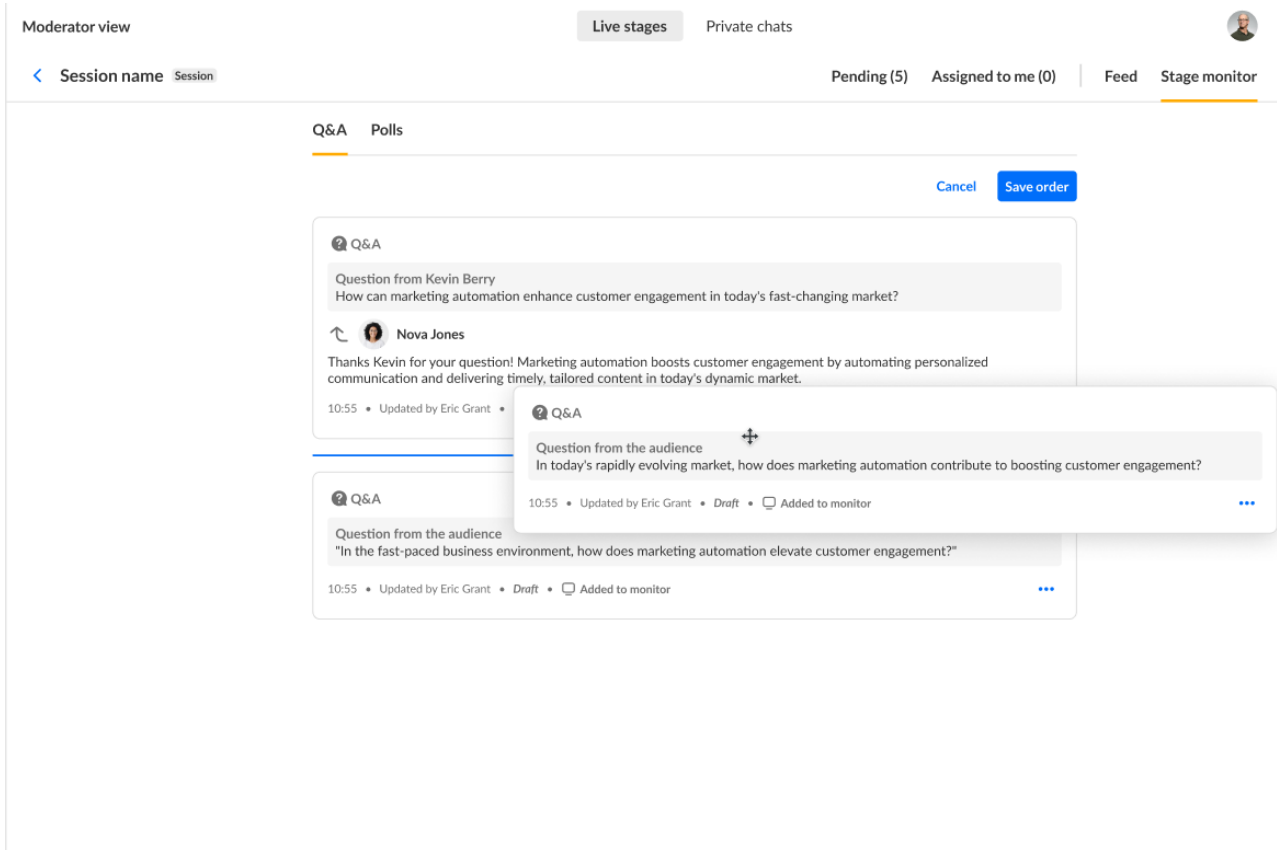 Moderator view
Live stages
Private chats
Session name
Session
Pending (5)
Assigned to me (0)
Feed
Stage monitor
Q&A
Polls
Cancel
Save order
Q&A
Question from Kevin Berry
How can marketing automation enhance customer engagement in today's fast-changing market?
Nova Jones
Thanks Kevin for your question! Marketing automation boosts customer engagement by automating personalized
communication and delivering timely, tailored content in today's dynamic market.
10:55 • Updated by Eric Grant •
Q&A
Question from the audience
In today's rapidly evolving market, how does marketing automation contribute to boosting customer engagement?
10:55 • Updated by Eric Grant • Draft • Added to monitor
Q&A
Question from the audience
"In the fast-paced business environment, how does marketing automation elevate customer engagement?"
10:55 • Updated by Eric Grant • Draft • Added to monitor